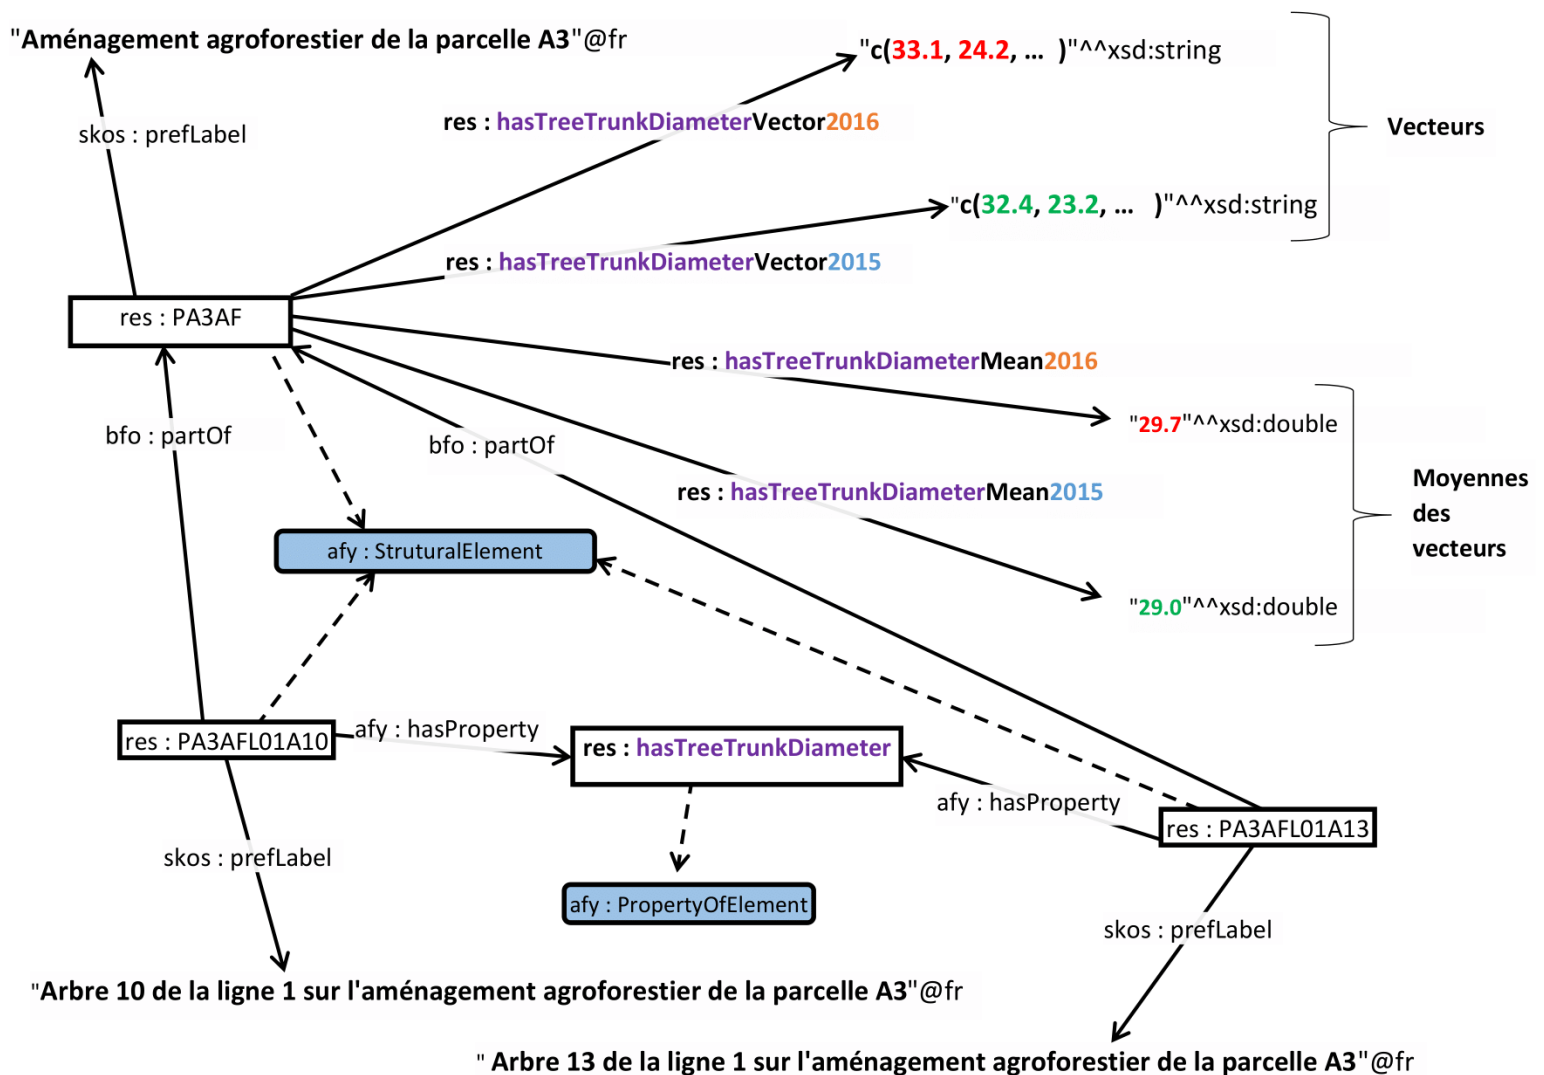 "Aménagement agroforestier de la parcelle A3"@fr
"c(33.1, 24.2, … )"^^xsd:string
skos : prefLabel
res : hasTreeTrunkDiameterVector2016
Vecteurs
"c(32.4, 23.2, … )"^^xsd:string
res : hasTreeTrunkDiameterVector2015
res : PA3AF
res : hasTreeTrunkDiameterMean2016
"29.7"^^xsd:double
bfo : partOf
bfo : partOf
res : hasTreeTrunkDiameterMean2015
Moyennes
des
vecteurs
afy : StruturalElement
"29.0"^^xsd:double
res : PA3AFL01A10
afy : hasProperty
res : hasTreeTrunkDiameter
afy : hasProperty
res : PA3AFL01A13
skos : prefLabel
afy : PropertyOfElement
skos : prefLabel
"Arbre 10 de la ligne 1 sur l'aménagement agroforestier de la parcelle A3"@fr
" Arbre 13 de la ligne 1 sur l'aménagement agroforestier de la parcelle A3"@fr